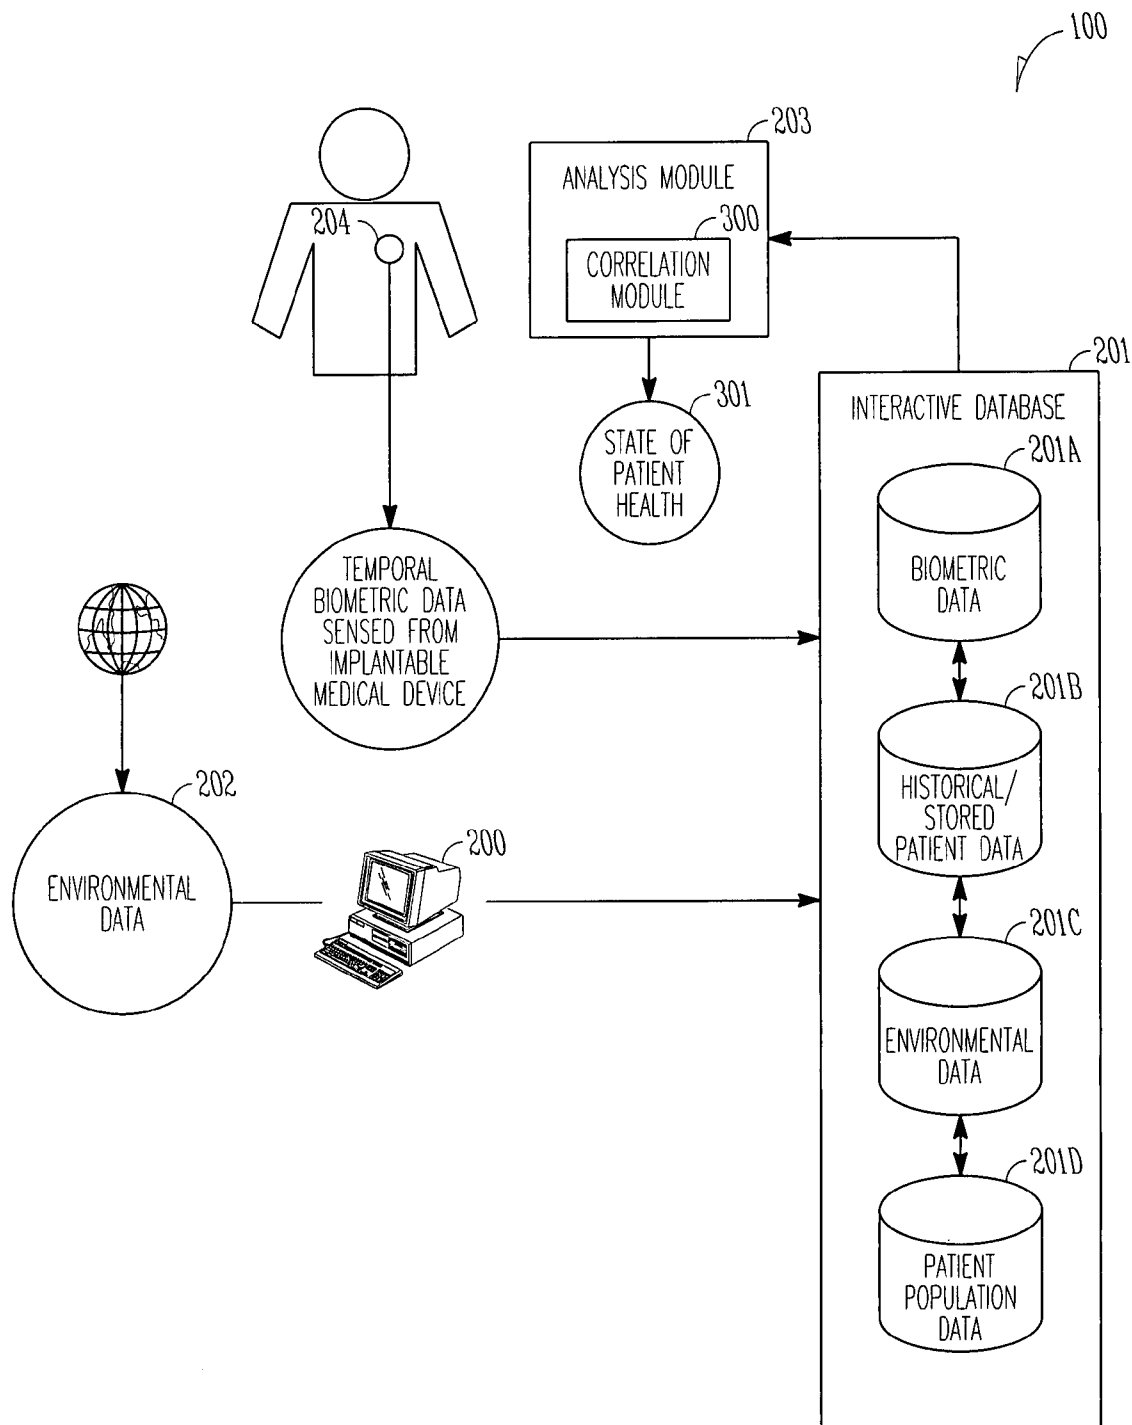 100
203
ANALYSIS MODULE
300
CORRELATION
MODULE
204
201
INTERACTIVE DATABASE
301
STATE OF
PATIENT
HEALTH
201A
BIOMETRIC
DATA
TEMPORAL
BIOMETRIC DATA
SENSED FROM
IMPLANTABLE
MEDICAL DEVICE
201B
HISTORICAL/
STORED
PATIENT DATA
202
ENVIRONMENTAL
DATA
200
201C
ENVIRONMENTAL
DATA
201D
PATIENT
POPULATION
DATA